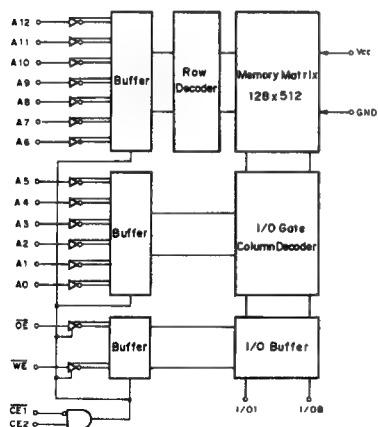 A12
A11
A10
A9
A8
A7
A6
Buffer
Row
Decoder
Memory Matrix
128 x 512
Vcc
GND
A5
A4
A3
A2
A1
A0
Buffer
I/O Gate
Column Decoder
OE
WE
Buffer
I/O Buffer
CE1
CE2
I/O1
I/O8